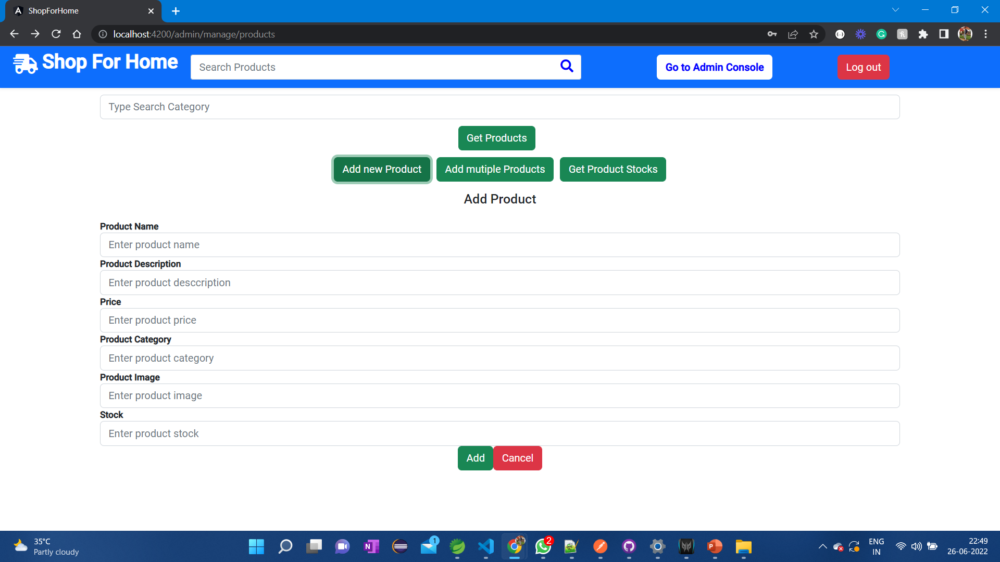 ShopForHome
localhost:4200/admin/manage/products
Shop For Home
Search Products
Go to Admin Console
Log out
Type Search Category
Get Products
Add new Product
Add mutiple Products
Get Product Stocks
Add Product
Product Name
Enter product name
Product Description
Enter product desccription
Price
Enter product price
Product Category
Enter product category
Product Image
Enter product image
Stock
Enter product stock
Add
Cancel
35°C
Partly cloudy
1
2
ENG
IN
22:49
26-06-2022